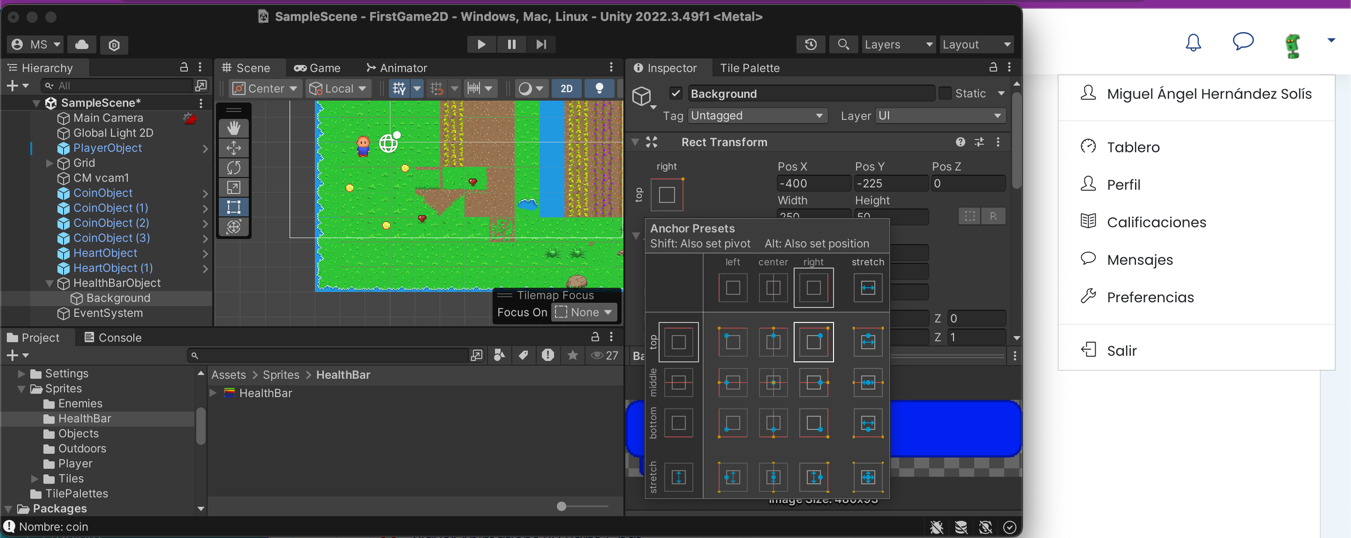 SampleScene - FirstGame2D - Windows, Mac, Linux - Unity 2022.3.49f1 <Metal>
MS
Layers
Layout
Hierarchy
All
SampleScene*
Main Camera
Global Light 2D
PlayerObject
Grid
CM vcam1
CoinObject
CoinObject (1)
CoinObject (2)
CoinObject (3)
HeartObject
HeartObject (1)
HealthBarObject
Background
EventSystem
Scene
Game
Animator
Center
Local
2D
Tilemap Focus
Focus On
None
Inspector
Tile Palette
Background
Static
Tag
Untagged
Layer
UI
Rect Transform
right
top
Pos X
Pos Y
Pos Z
-400
-225
0
Width
Height
250
50
R
Anchor Presets
Shift: Also set pivot
Alt: Also set position
left
center
right
stretch
top
middle
bottom
stretch
Z
0
Z
1
Ba
Image Size: 480x95
Project
Console
27
Settings
Sprites
Enemies
HealthBar
Objects
Outdoors
Player
Tiles
TilePalettes
Packages
Assets > Sprites > HealthBar
HealthBar
Nombre: coin
Miguel Ángel Hernández Solís
Tablero
Perfil
Calificaciones
Mensajes
Preferencias
Salir